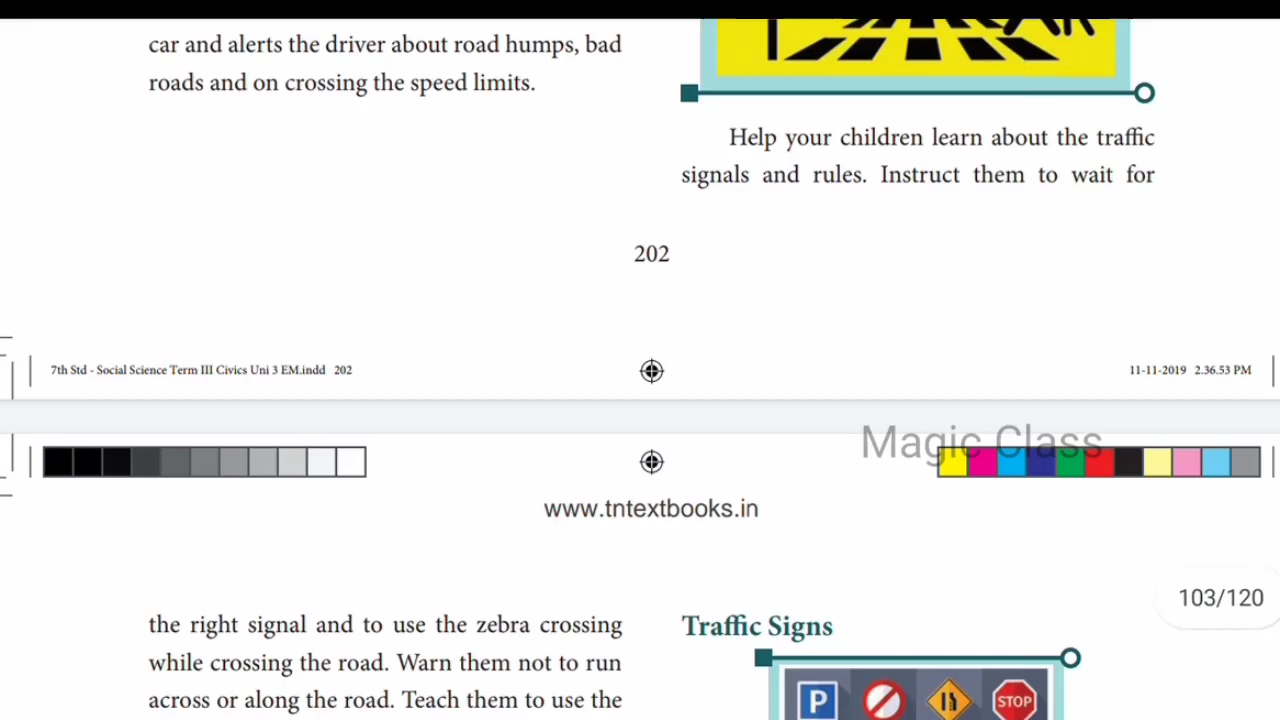 car and alerts the driver about road humps, bad
roads and on crossing the speed limits.
Help your children learn about the traffic
signals and rules. Instruct them to wait for
202
7th Std - Social Science Term III Civics Uni 3 EM.indd 202
11-11-2019 2.36.53 PM
Magic Class
www.tntextbooks.in
103/120
the right signal and to use the zebra crossing
while crossing the road. Warn them not to run
across or along the road. Teach them to use the
Traffic Signs
P
STOP